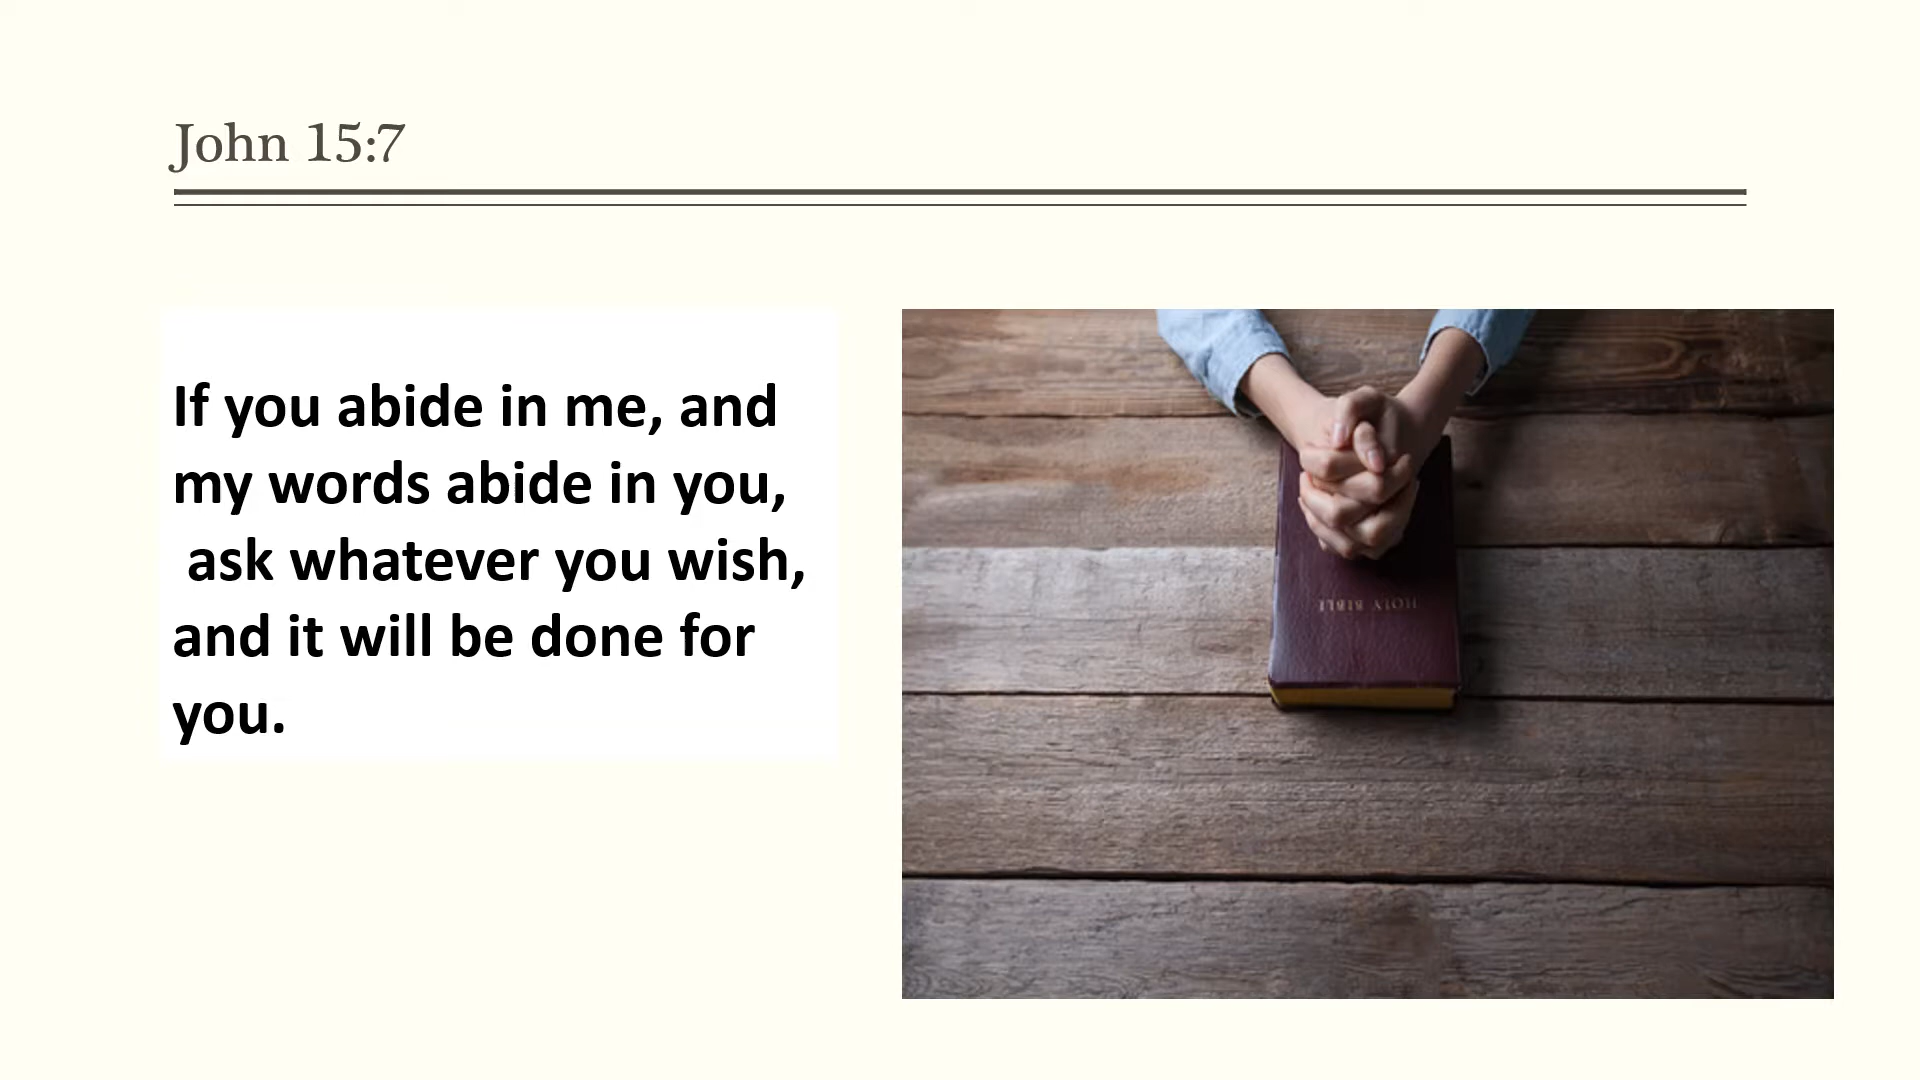 John 15:7
If you abide in me, and
my words abide in you,
ask whatever you wish,
and it will be done for
you.
HOLY BIBLE